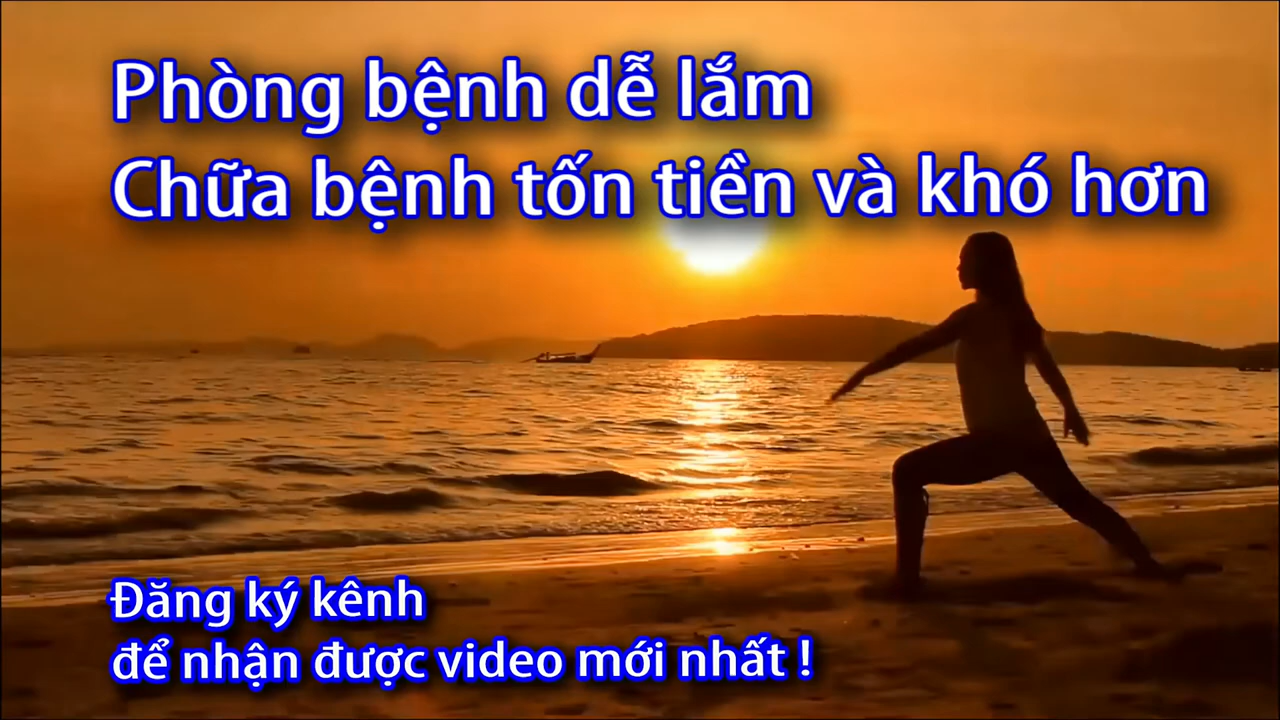 Phòng bệnh dễ lắm
Chữa bệnh tốn tiền và khó hơn
Đăng ký kênh
để nhận được video mới nhất !